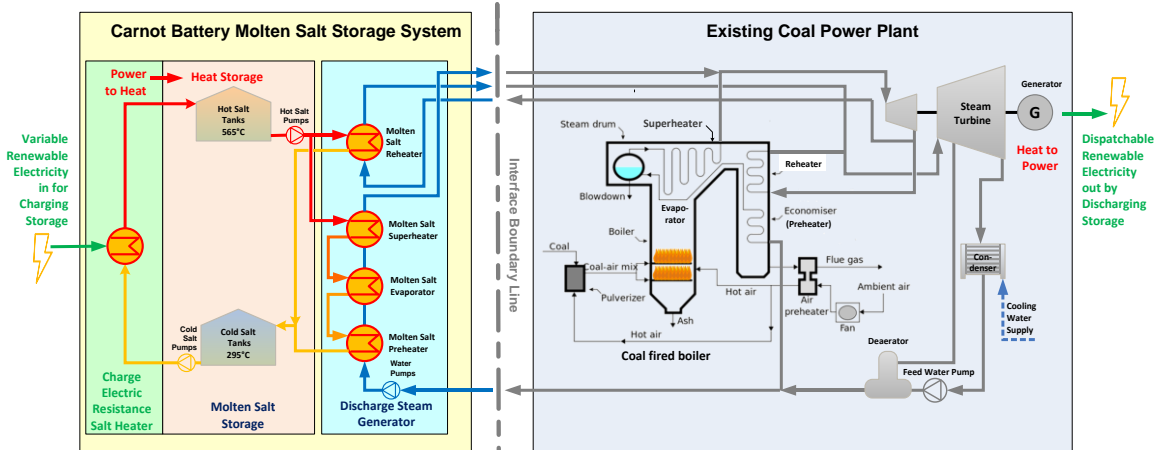 Carnot Battery Molten Salt Storage System
Power
to Heat
Heat Storage
Hot Salt
Tanks
565°C
Hot Salt
Pumps
Molten
Salt
Reheater
Variable
Renewable
Electricity
in for
Charging
Storage
Molten Salt
Superheater
Molten Salt
Evaporator
Molten Salt
Preheater
Cold
Salt
Pumps
Cold Salt
Tanks
295°C
Water
Pumps
Charge
Electric
Resistance
Salt Heater
Molten Salt
Storage
Discharge Steam
Generator
Interface Boundary Line
Existing Coal Power Plant
Steam drum
Superheater
Reheater
Blowdown
Evapo-
rator
Economiser
(Preheater)
Boiler
Coal
Coal-air mix
Pulverizer
Flue gas
Hot air
Ambient air
Air
preheater
Fan
Ash
Hot air
Coal fired boiler
Steam
Turbine
Generator
G
Heat to
Power
Dispatchable
Renewable
Electricity
out by
Discharging
Storage
Con-
denser
Cooling
Water
Supply
Deaerator
Feed Water Pump